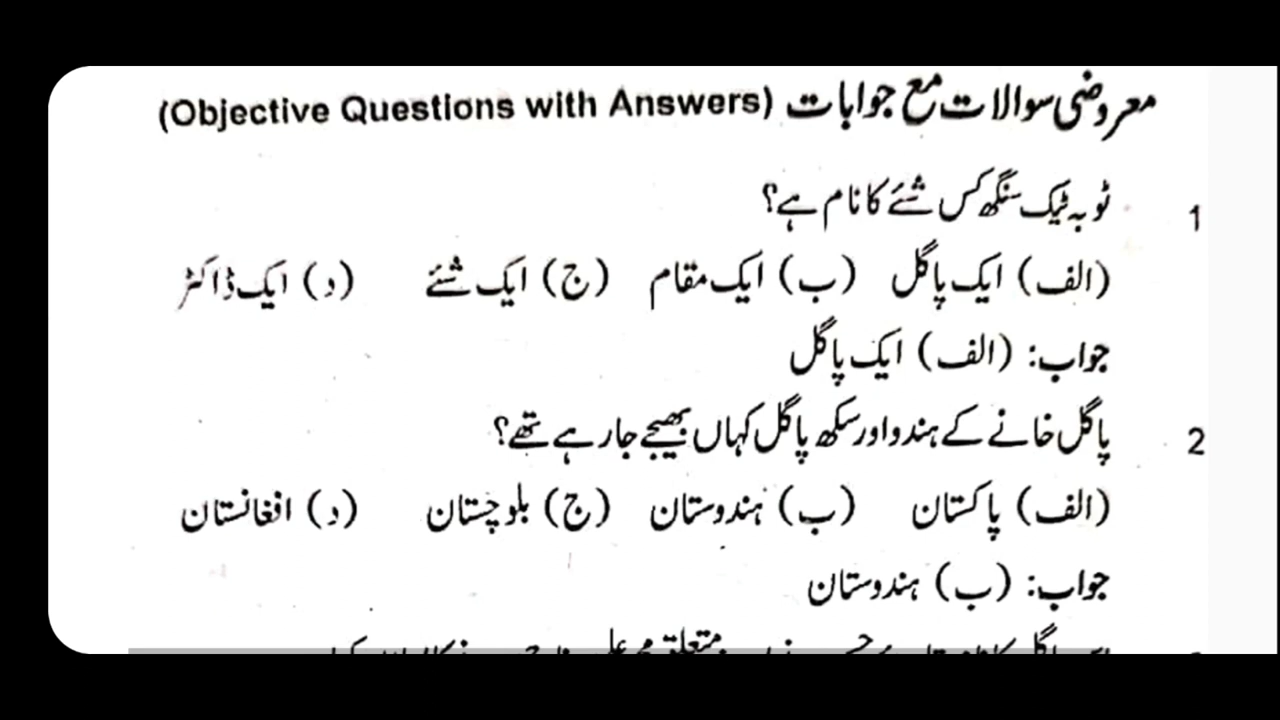 معروضی سوالات مع جوابات (Objective Questions with Answers)
1 ٹوبہ ٹیک سنگھ کس شئے کا نام ہے؟
(الف) ایک پاگل (ب) ایک مقام (ج) ایک شئے (د) ایک ڈاکٹر
جواب: (الف) ایک پاگل
2 پاگل خانے کے ہندو اور سکھ پاگل کہاں بھیجے جا رہے تھے؟
(الف) پاکستان (ب) ہندوستان (ج) بلوچستان (د) افغانستان
جواب: (ب) ہندوستان